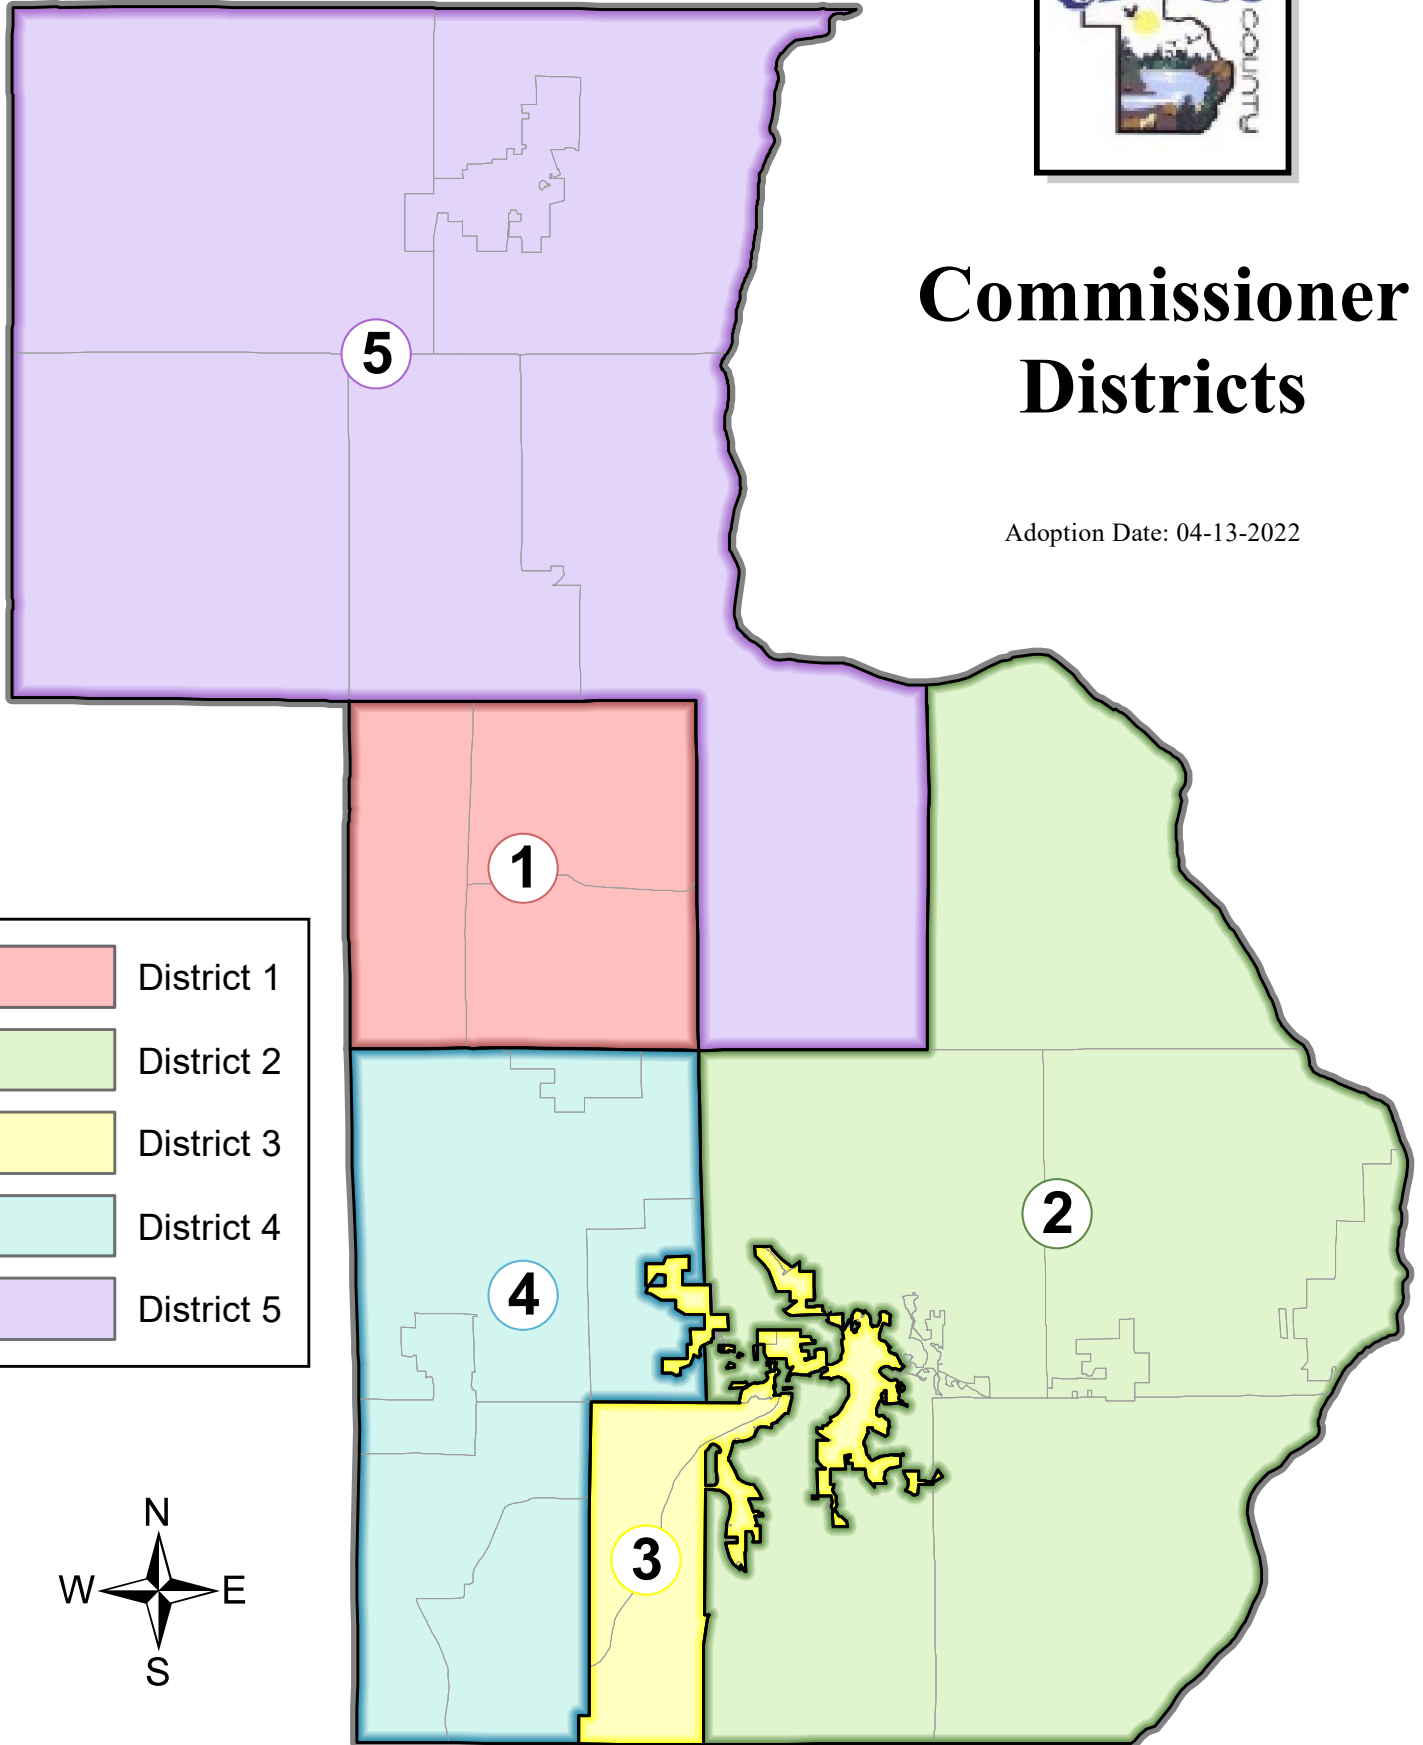 COUNTY
Commissioner
Districts
Adoption Date: 04-13-2022
5
1
District 1
District 2
District 3
District 4
District 5
2
4
3
N
W E
S